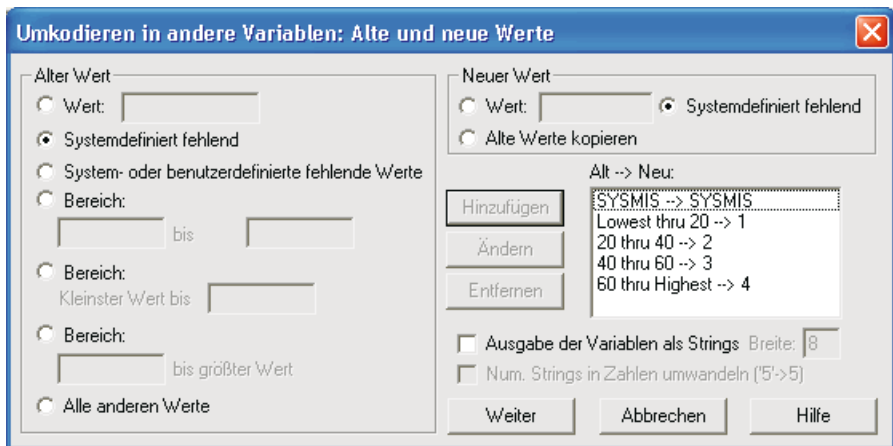 Umkodieren in andere Variablen: Alte und neue Werte
Alter Wert
Wert:
Systemdefiniert fehlend
System- oder benutzerdefinierte fehlende Werte
Bereich:
bis
Bereich:
Kleinster Wert bis
Bereich:
bis größter Wert
Alle anderen Werte
Neuer Wert
Wert: Systemdefiniert fehlend
Alte Werte kopieren
Alt --> Neu:
Hinzufügen
Ändern
Entfernen
SYSMIS --> SYSMIS
Lowest thru 20 --> 1
20 thru 40 --> 2
40 thru 60 --> 3
60 thru Highest --> 4
Ausgabe der Variablen als Strings Breite: 8
Num. Strings in Zahlen umwandeln ('5'->5)
Weiter Abbrechen Hilfe